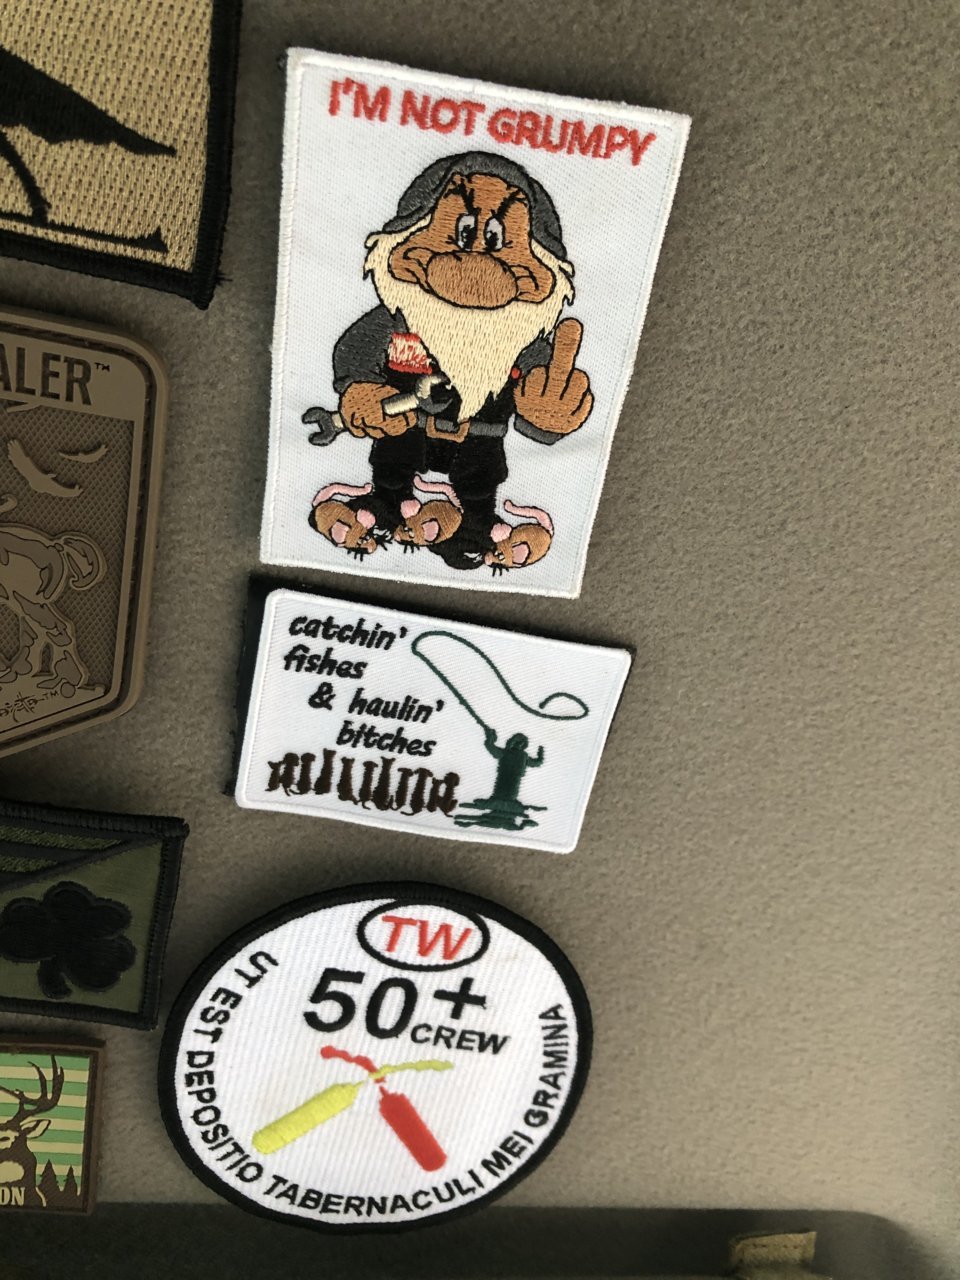 I'M NOT GRUMPY
ALER™
catchin'
fishes
& haulin'
bitches
TW
50+
CREW
UT EST DEPOSITIO TABERNACULI MEI GRAMINA